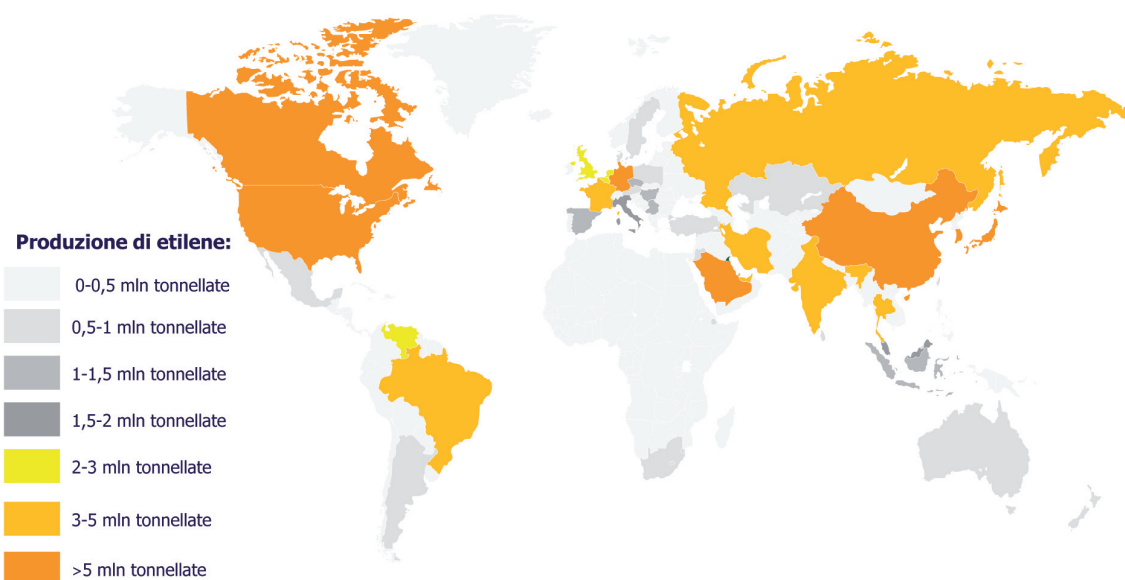 Produzione di etilene:
0-0,5 mln tonnellate
0,5-1 mln tonnellate
1-1,5 mln tonnellate
1,5-2 mln tonnellate
2-3 mln tonnellate
3-5 mln tonnellate
>5 mln tonnellate